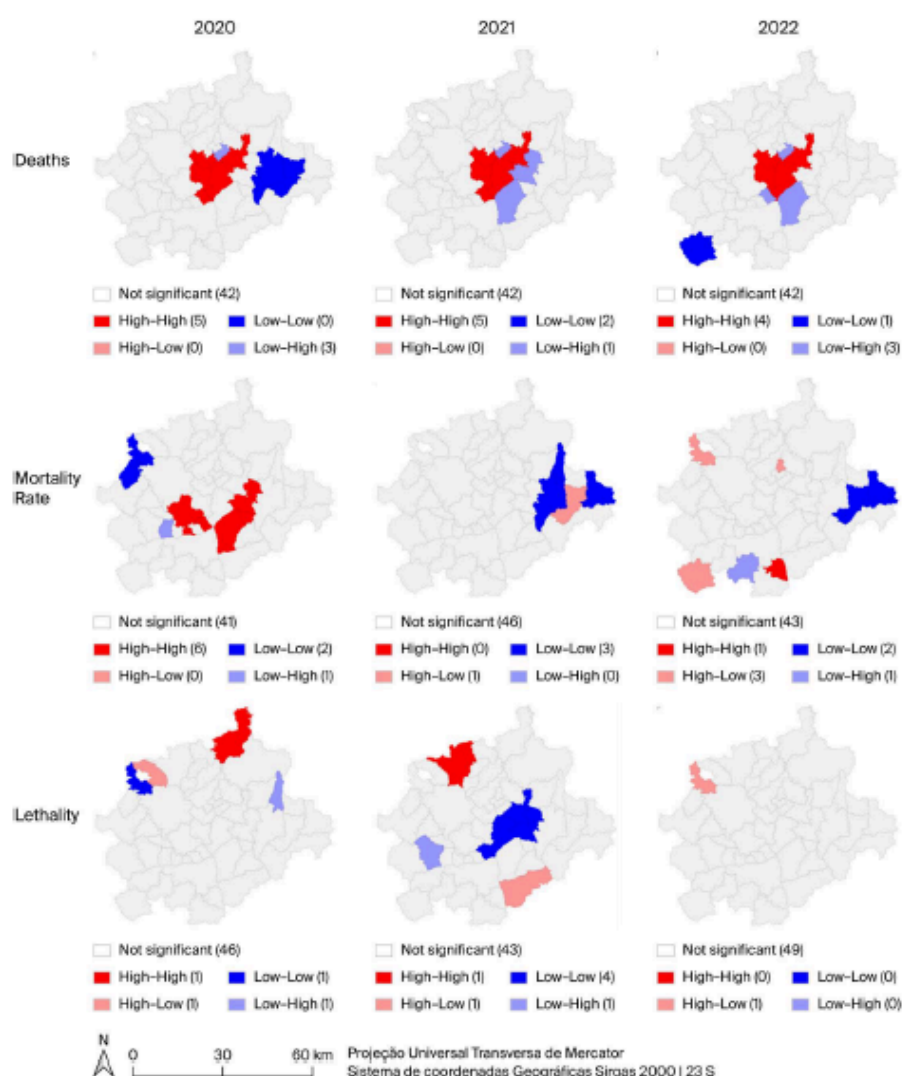 2020 2021 2022
Deaths
Not significant (42) Not significant (42) Not significant (42)
High-High (5) Low-Low (0) High-High (5) Low-Low (2) High-High (4) Low-Low (1)
High-Low (0) Low-High (3) High-Low (0) Low-High (1) High-Low (0) Low-High (3)
Mortality
Rate
Not significant (41) Not significant (46) Not significant (43)
High-High (6) Low-Low (2) High-High (0) Low-Low (3) High-High (1) Low-Low (2)
High-Low (0) Low-High (1) High-Low (1) Low-High (0) High-Low (3) Low-High (1)
Lethality
Not significant (46) Not significant (43) Not significant (49)
High-High (1) Low-Low (1) High-High (1) Low-Low (4) High-High (0) Low-Low (0)
High-Low (1) Low-High (1) High-Low (1) Low-High (1) High-Low (1) Low-High (0)
N
0 30 60 km Projeção Universal Transversa de Mercator
Sistema de coordenadas Geográficas Sirgas 2000 | 23 S